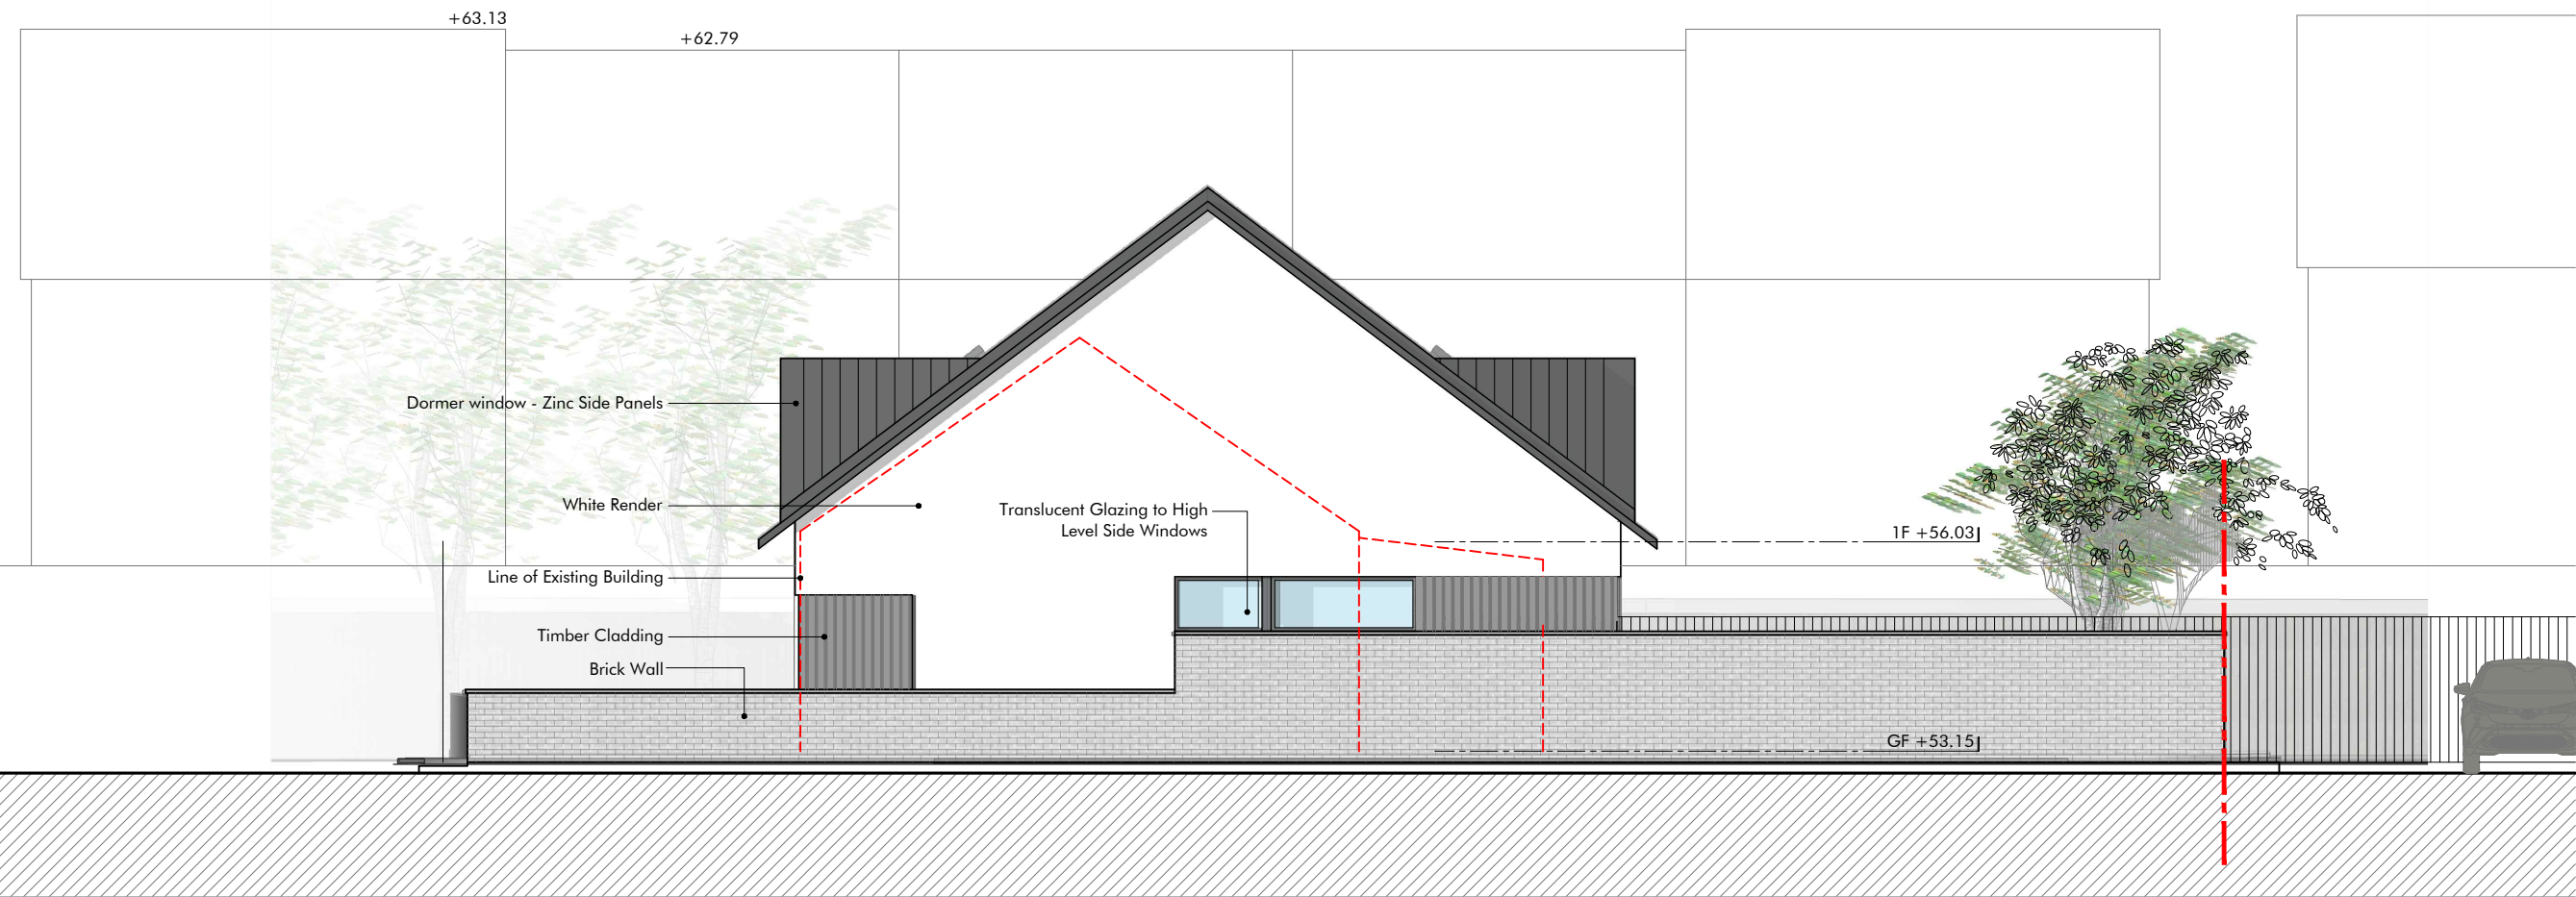 +63.13
+62.79
Dormer window - Zinc Side Panels
White Render
Translucent Glazing to High
Level Side Windows
1F +56.03
Line of Existing Building
Timber Cladding
Brick Wall
GF +53.15